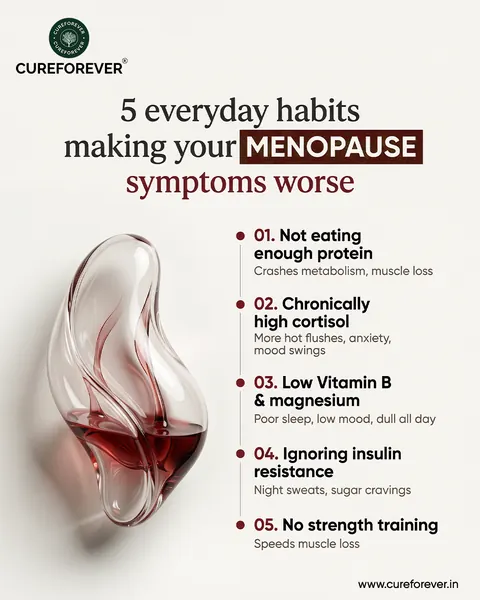 CUREFOREVER
CUREFOREVER
CUREFOREVER®
5 everyday habits
making your MENOPAUSE
symptoms worse
01. Not eating
enough protein
Crashes metabolism, muscle loss
02. Chronically
high cortisol
More hot flushes, anxiety,
mood swings
03. Low Vitamin B
& magnesium
Poor sleep, low mood, dull all day
04. Ignoring insulin
resistance
Night sweats, sugar cravings
05. No strength training
Speeds muscle loss
www.cureforever.in